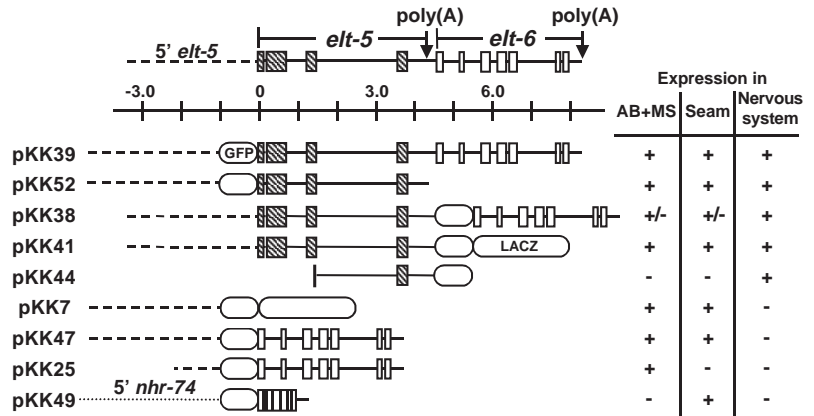 poly(A) poly(A)
elt-5 elt-6
5' elt-5
-3.0 0 3.0 6.0
Expression in
AB+MS Seam Nervous system
pKK39 GFP + + +
pKK52 + + +
pKK38 +/- +/- +
pKK41 LACZ + + +
pKK44 - - +
pKK7 + + -
pKK47 + + -
pKK25 + - -
5' nhr-74
pKK49 - + -